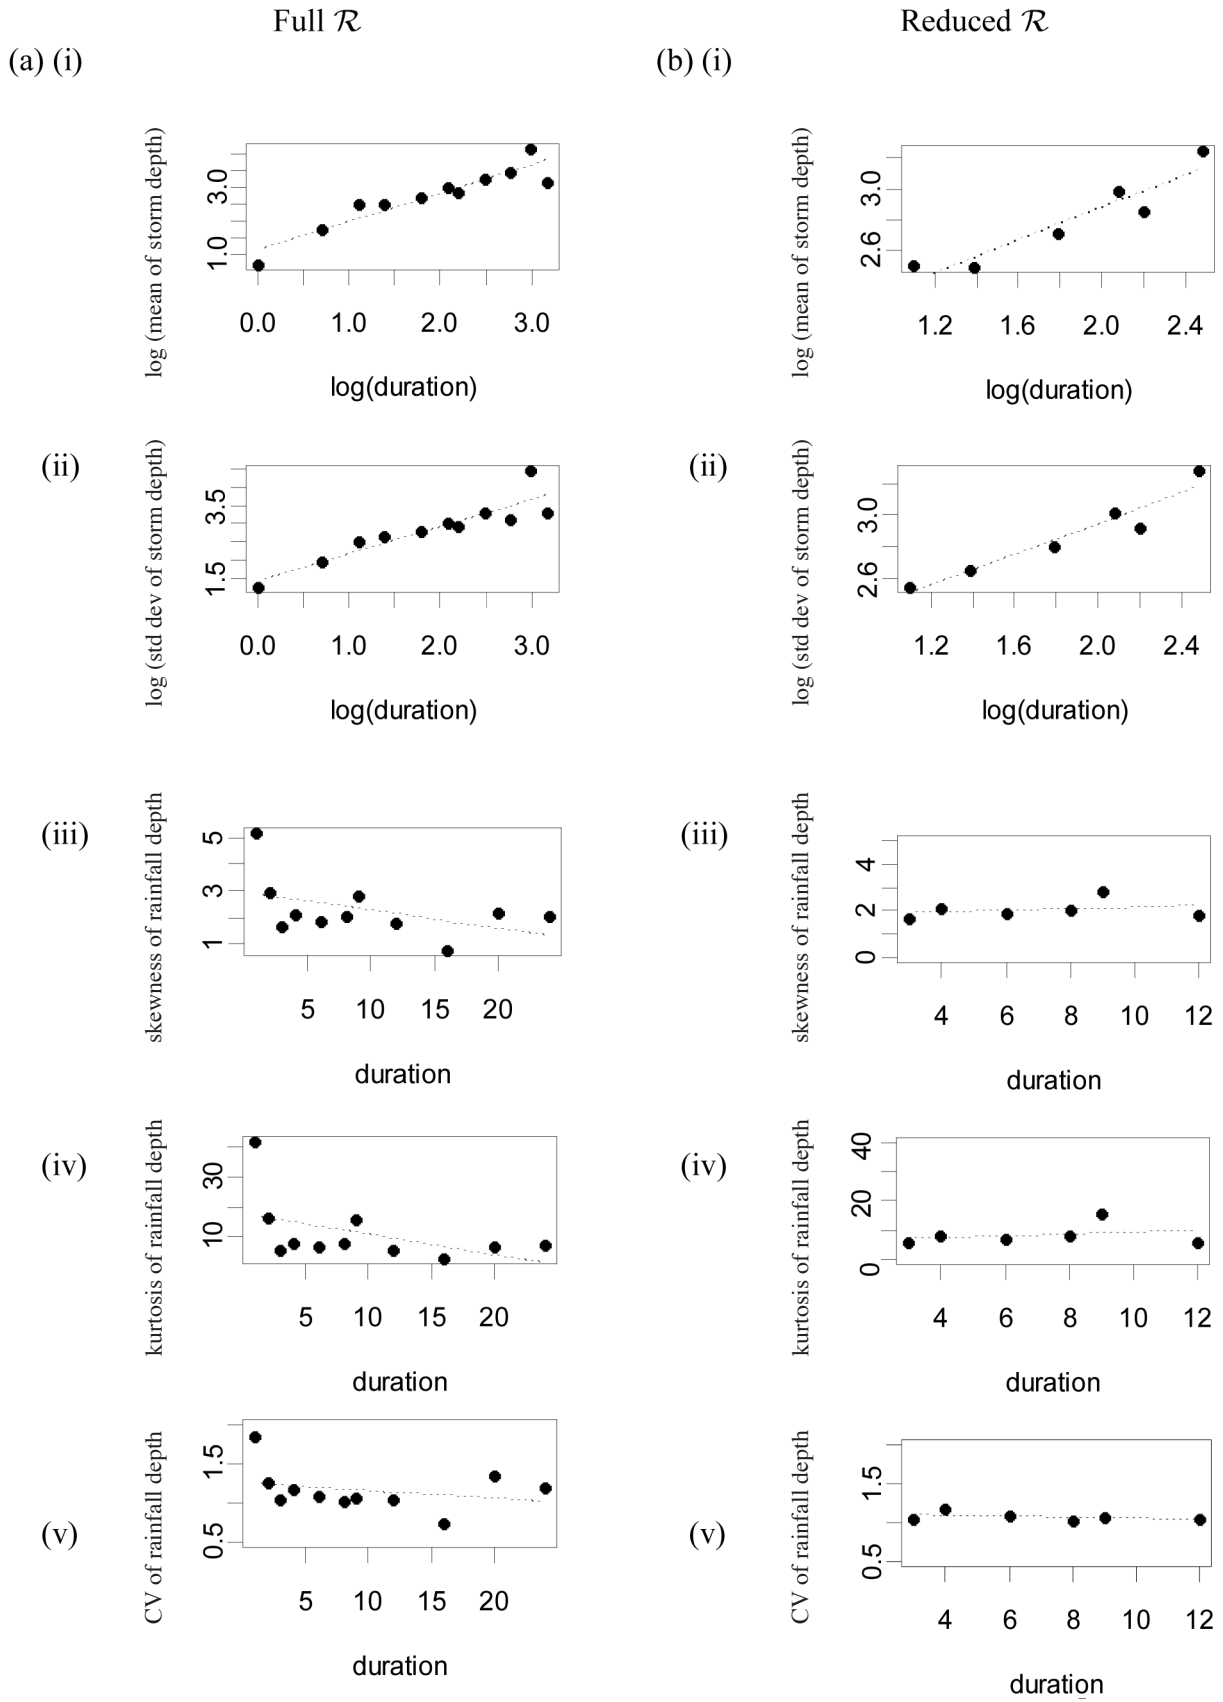 Full ℛ
Reduced ℛ
(a) (i)
(b) (i)
log (mean of storm depth)
1.0 3.0
0.0 1.0 2.0 3.0
log(duration)
log (mean of storm depth)
2.6 3.0
1.2 1.6 2.0 2.4
log(duration)
(ii)
log (std dev of storm depth)
1.5 3.5
0.0 1.0 2.0 3.0
log(duration)
(ii)
log (std dev of storm depth)
2.6 3.0
1.2 1.6 2.0 2.4
log(duration)
(iii)
skewness of rainfall depth
1 3 5
5 10 15 20
duration
(iii)
skewness of rainfall depth
0 2 4
4 6 8 10 12
duration
(iv)
kurtosis of rainfall depth
10 30
5 10 15 20
duration
(iv)
kurtosis of rainfall depth
0 20 40
4 6 8 10 12
duration
(v)
CV of rainfall depth
0.5 1.5
5 10 15 20
duration
(v)
CV of rainfall depth
0.5 1.5
4 6 8 10 12
duration